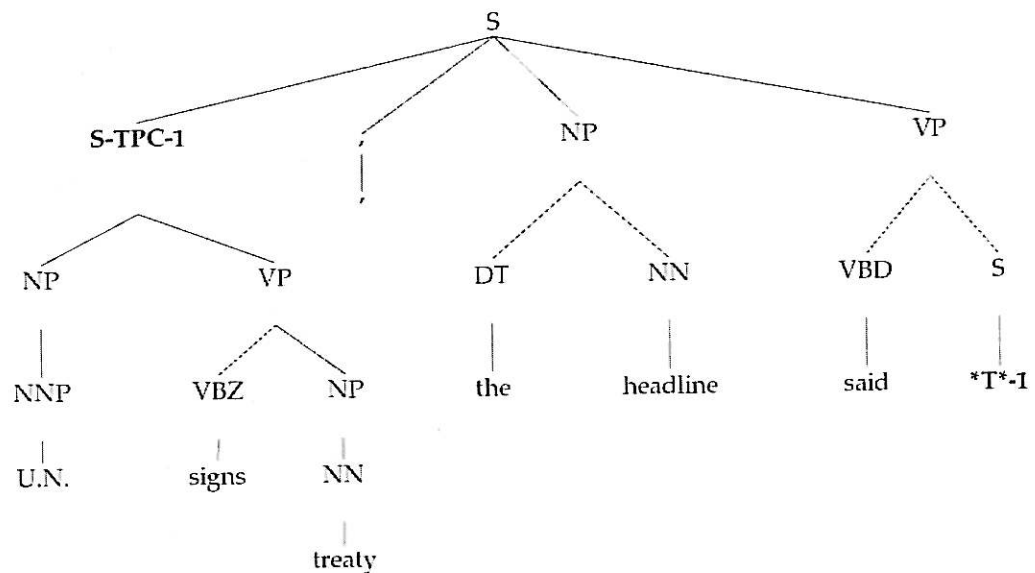 S
S-TPC-1 , NP VP
,
NP VP DT NN VBD S
NNP VBZ NP the headline said *T*-1
U.N. signs NN
treaty